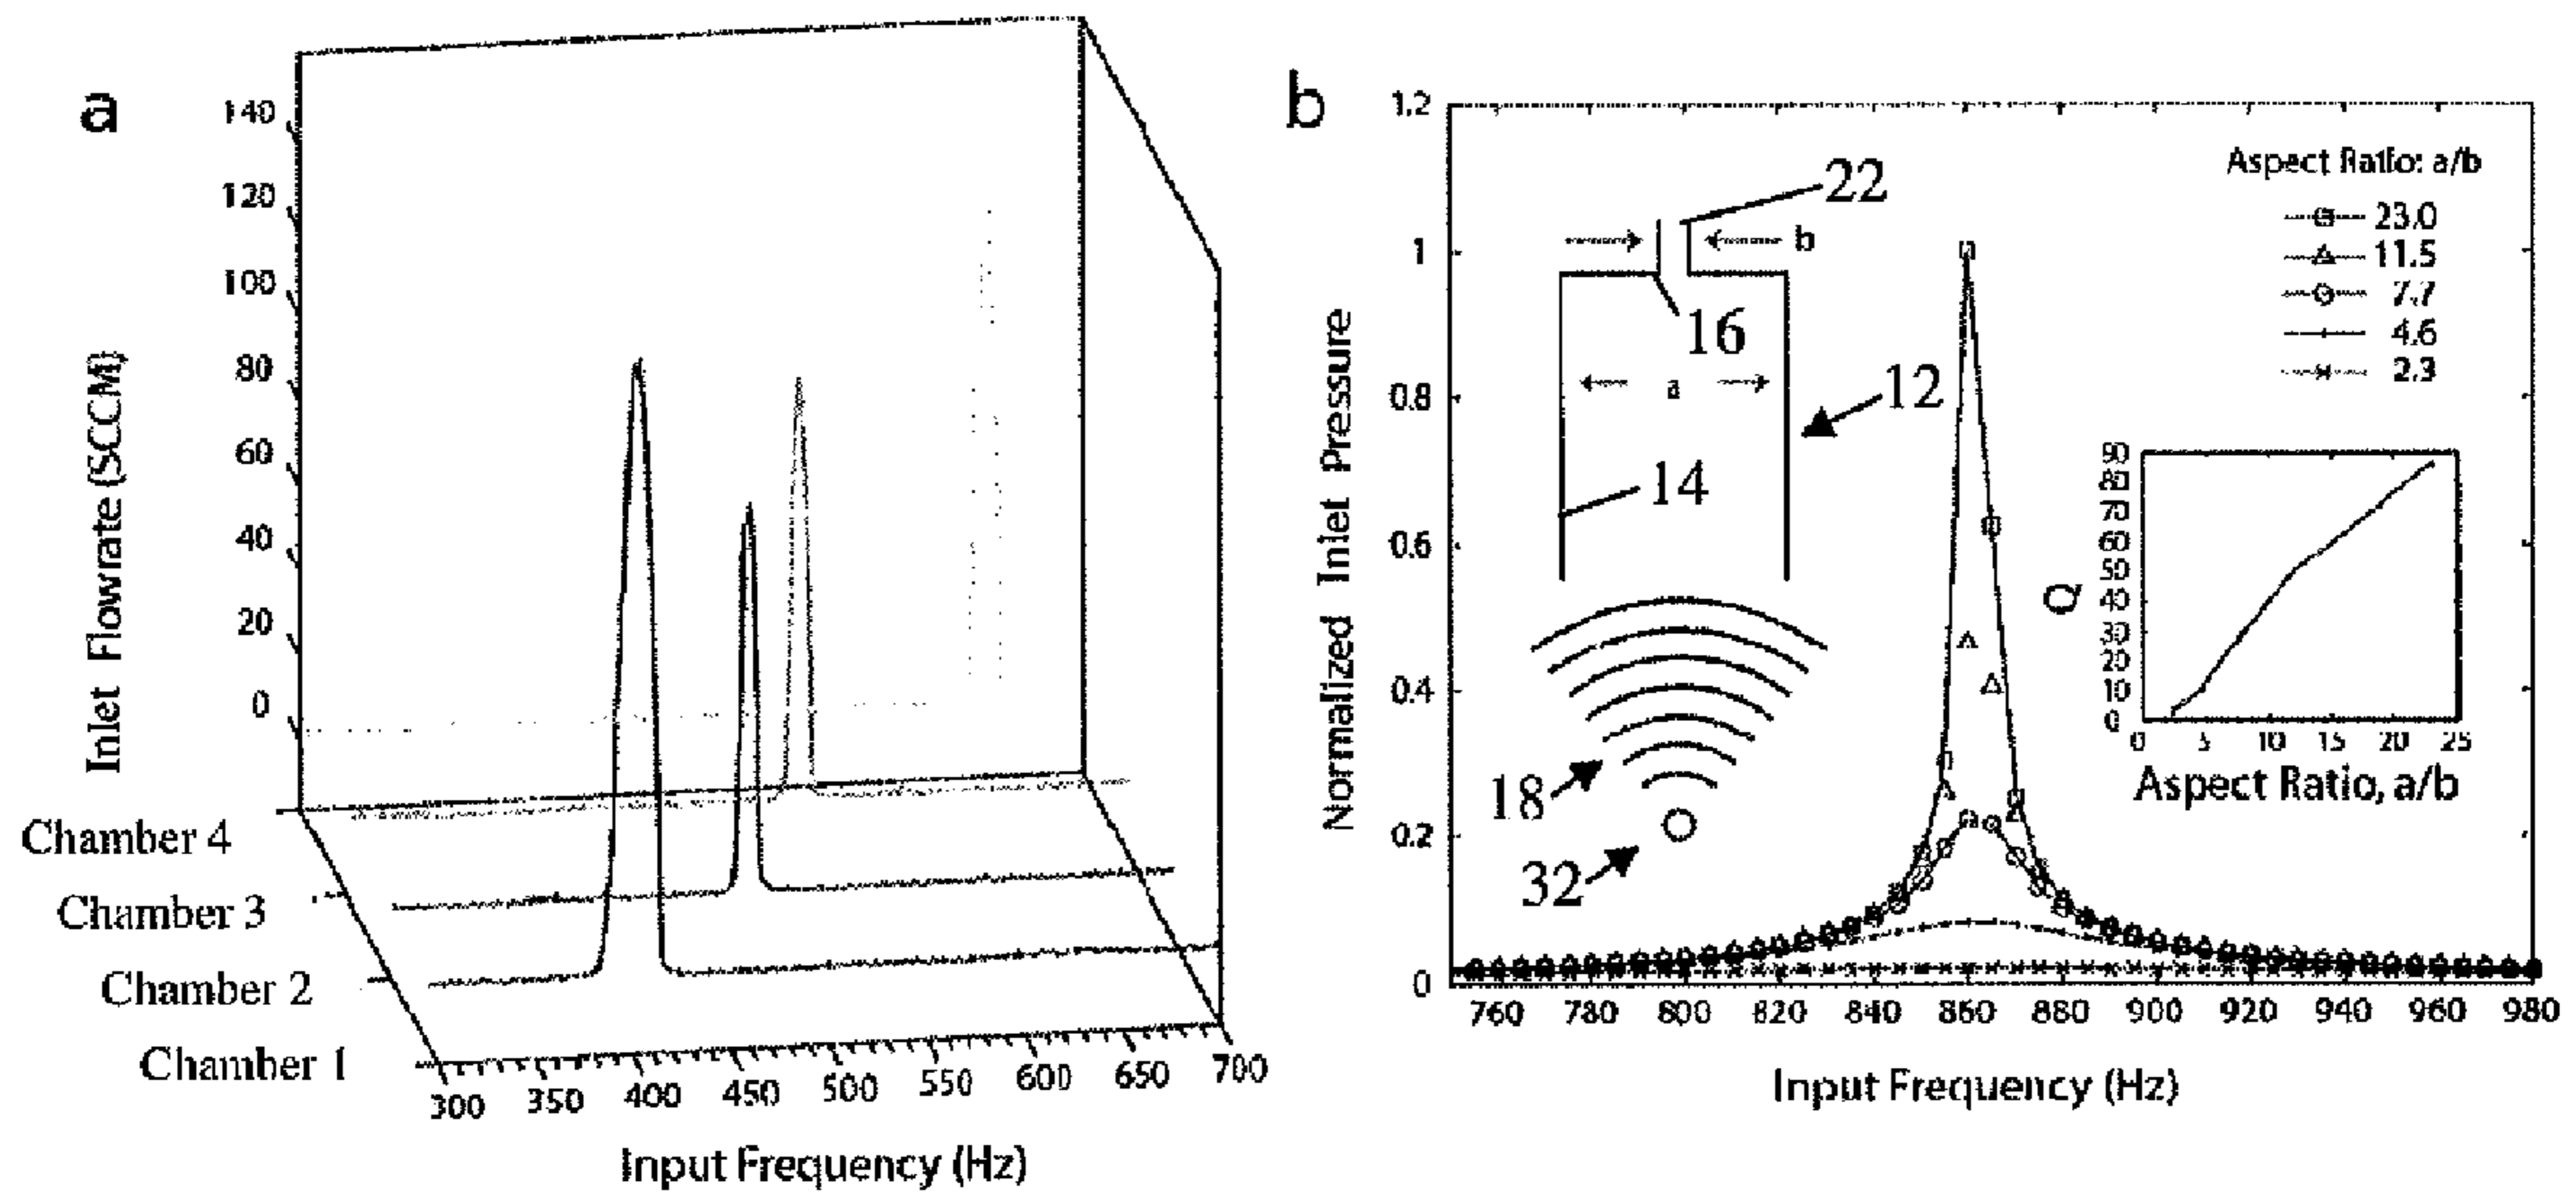 a
140
120
100
80
60
40
20
0
Inlet Flowrate (SCCM)
Chamber 4
Chamber 3
Chamber 2
Chamber 1
300 350 400 450 500 550 600 650 700
Input Frequency (Hz)
b
1.2
1
0.8
0.6
0.4
0.2
0
Normalized Inlet Pressure
22
b
16
a
12
14
18
32
Aspect Ratio: a/b
23.0
11.5
7.7
4.6
2.3
90
80
70
60
50
40
30
20
10
0
Q
0 5 10 15 20 25
Aspect Ratio, a/b
760 780 800 820 840 860 880 900 920 940 960 980
Input Frequency (Hz)